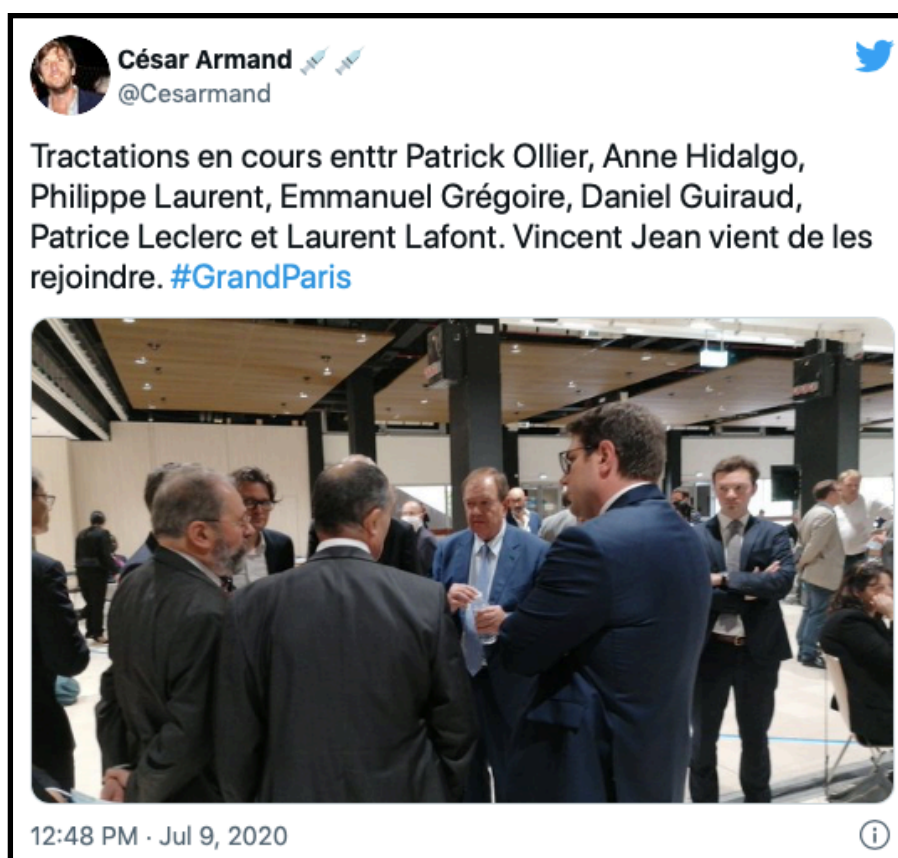 César Armand 💉 💉
@Cesarmand
Tractations en cours enttr Patrick Ollier, Anne Hidalgo,
Philippe Laurent, Emmanuel Grégoire, Daniel Guiraud,
Patrice Leclerc et Laurent Lafont. Vincent Jean vient de les
rejoindre. #GrandParis
12:48 PM · Jul 9, 2020